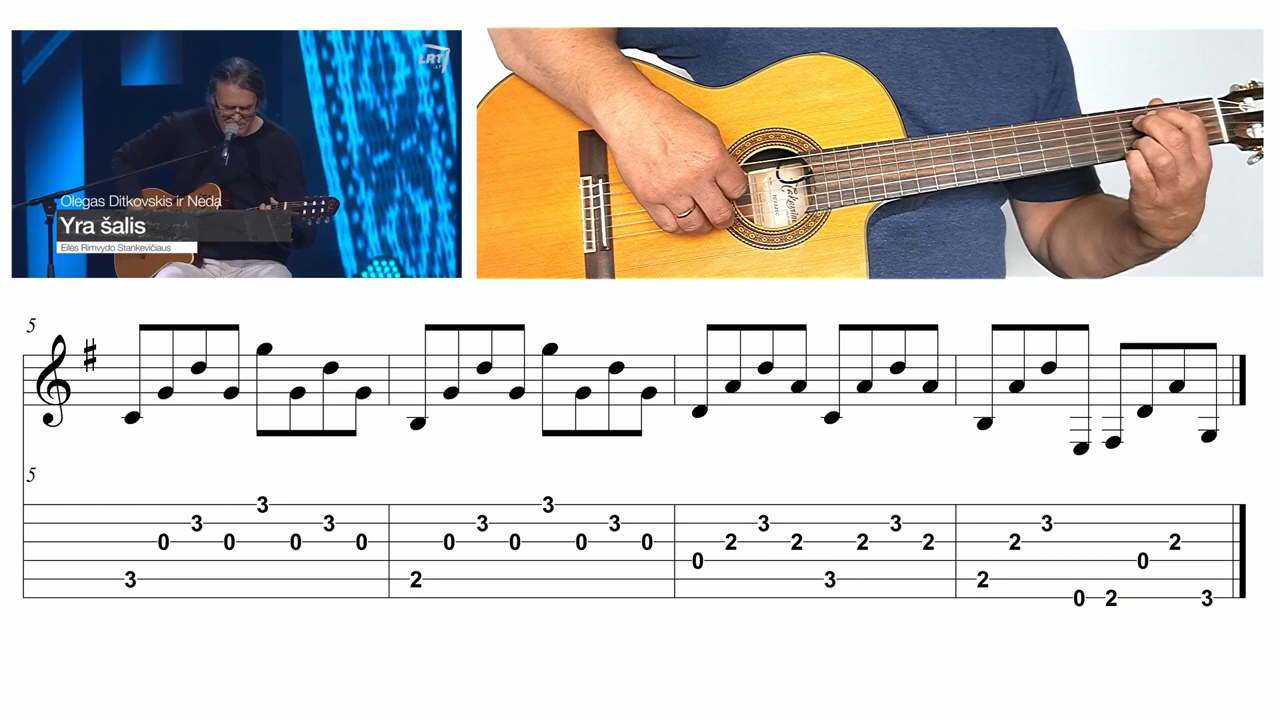 LRT
.LT
Olegas Ditkovskis ir Neda
Yra šalis
Eilės Rimvydo Stankevičiaus
5
5
3 0 3 0 3 0 3 0 2 0 3 0 3 0 3 0 0 2 3 2 3 2 3 2 2 2 3 0 2 0 2 3